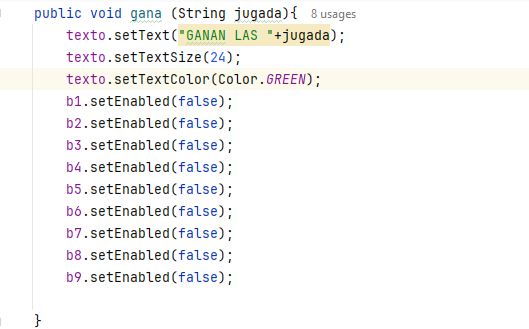 public void gana (String jugada){ 8 usages
texto.setText("GANAN LAS "+jugada);
texto.setTextSize(24);
texto.setTextColor(Color.GREEN);
b1.setEnabled(false);
b2.setEnabled(false);
b3.setEnabled(false);
b4.setEnabled(false);
b5.setEnabled(false);
b6.setEnabled(false);
b7.setEnabled(false);
b8.setEnabled(false);
b9.setEnabled(false);
}